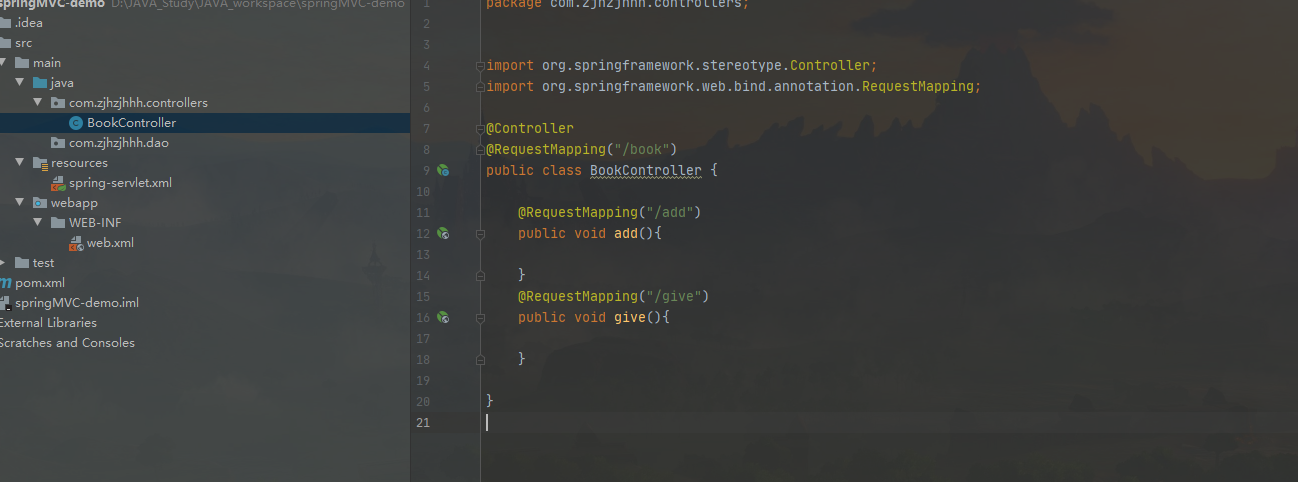 springMVC-demo D:\JAVA_Study\JAVA_workspace\springMVC-demo
.idea
src
main
java
com.zjhzjhhh.controllers
BookController
com.zjhzjhhh.dao
resources
spring-servlet.xml
webapp
WEB-INF
web.xml
test
pom.xml
springMVC-demo.iml
External Libraries
Scratches and Consoles
1 package com.zjhzjhhh.controllers;
2
3
4 import org.springframework.stereotype.Controller;
5 import org.springframework.web.bind.annotation.RequestMapping;
6
7 @Controller
8 @RequestMapping("/book")
9 public class BookController {
10
11 @RequestMapping("/add")
12 public void add(){
13
14 }
15 @RequestMapping("/give")
16 public void give(){
17
18 }
19
20 }
21